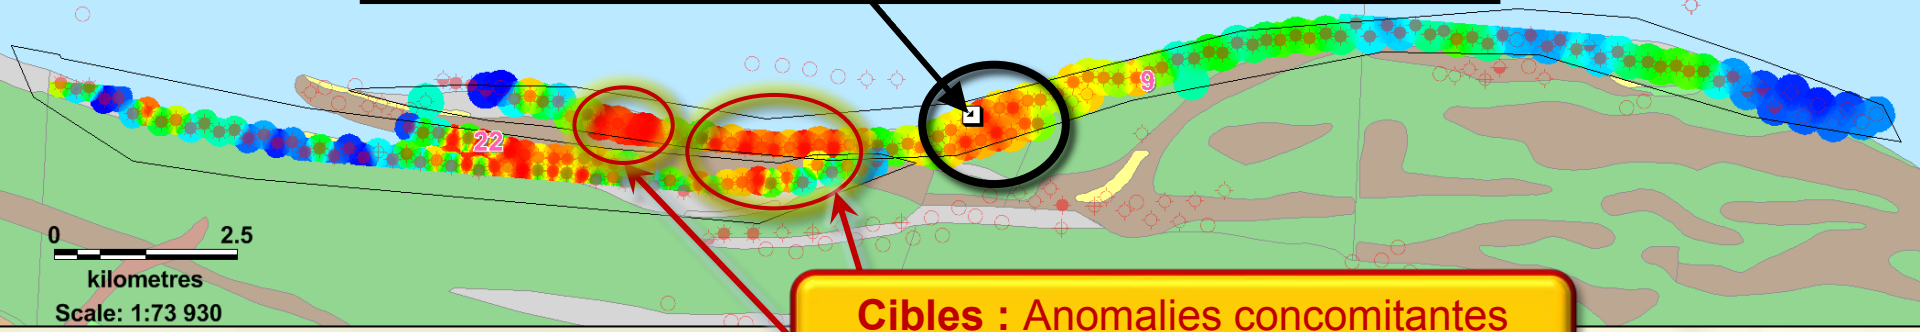 9
22
0 2.5
kilometres
Scale: 1:73 930
Cibles : Anomalies concomitantes